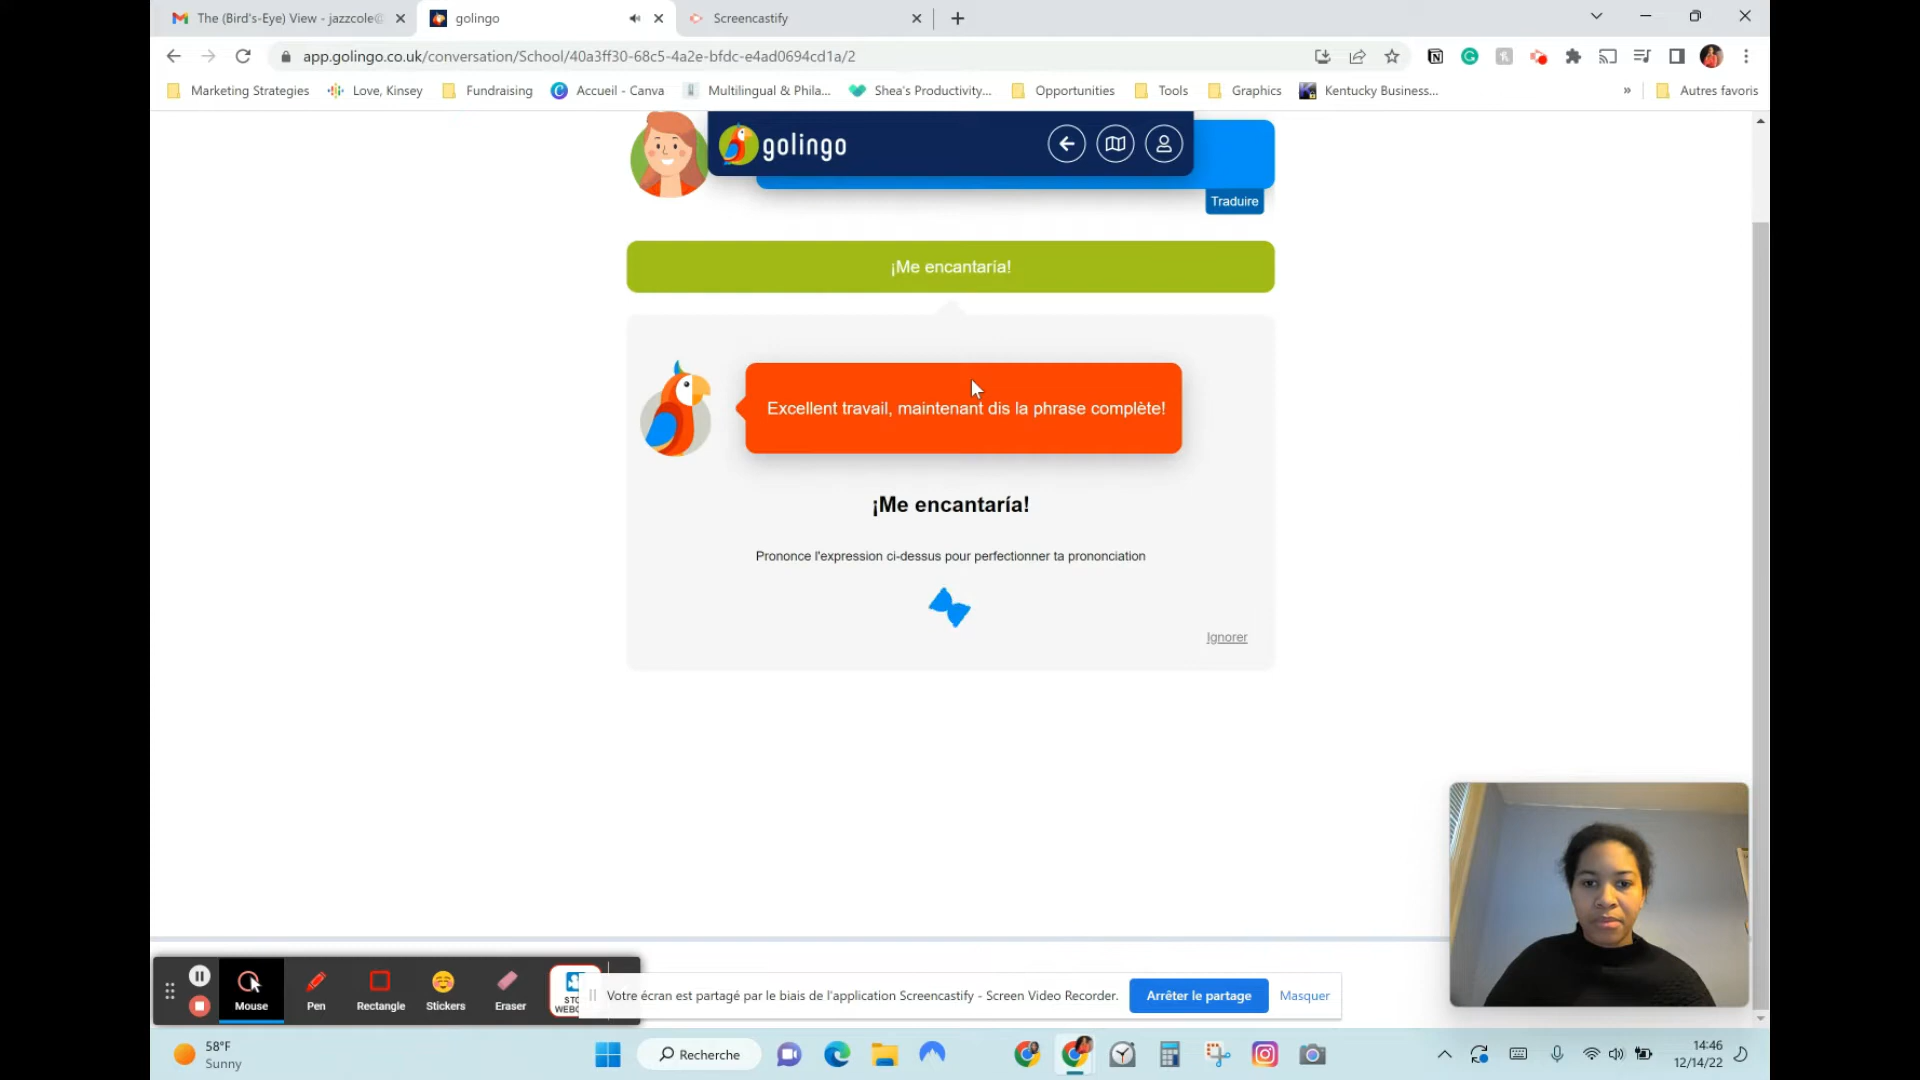 The (Bird's-Eye) View - jazzcole@
golingo
Screencastify
app.golingo.co.uk/conversation/School/40a3ff30-68c5-4a2e-bfdc-e4ad0694cd1a/2
Marketing Strategies
Love, Kinsey
Fundraising
Accueil - Canva
Multilingual & Phila...
Shea's Productivity...
Opportunities
Tools
Graphics
Kentucky Business...
»
Autres favoris
golingo
Traduire
¡Me encantaría!
Excellent travail, maintenant dis la phrase complète!
¡Me encantaría!
Prononce l'expression ci-dessus pour perfectionner ta prononciation
Ignorer
Mouse
Pen
Rectangle
Stickers
Eraser
Votre écran est partagé par le biais de l'application Screencastify - Screen Video Recorder.
Arrêter le partage
Masquer
58°F
Sunny
Recherche
14:46
12/14/22